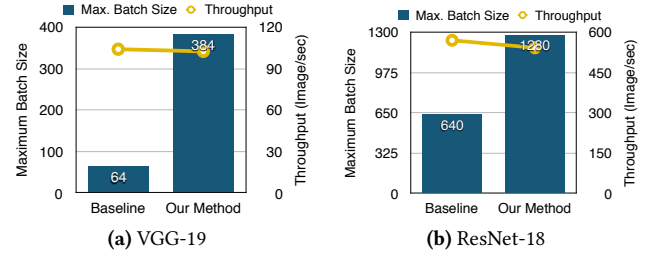 Max. Batch Size Throughput
Maximum Batch Size
400
300
200
100
0
120
90
60
30
0
Throughput (Image/sec)
64
384
Baseline Our Method
(a) VGG-19
Max. Batch Size Throughput
Maximum Batch Size
1300
975
650
325
0
600
450
300
150
0
Throughput (Image/sec)
640
1280
Baseline Our Method
(b) ResNet-18